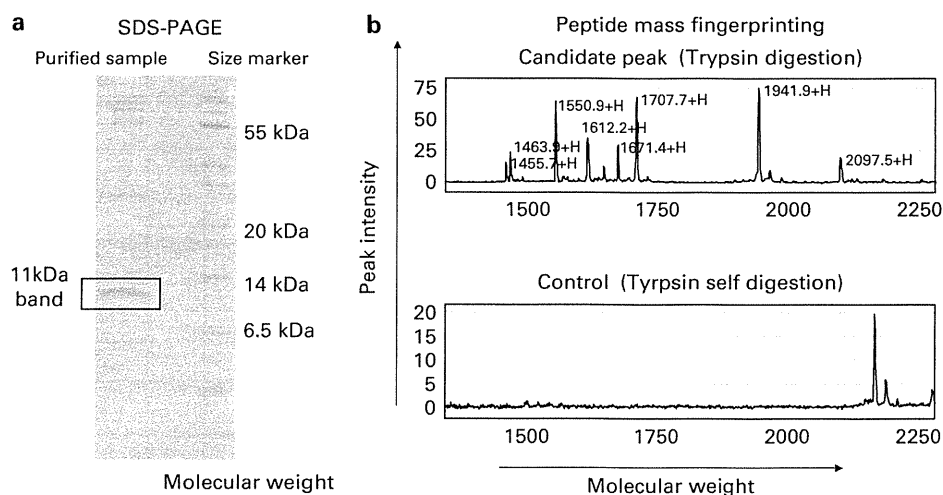 a
SDS-PAGE
Purified sample Size marker
55 kDa
20 kDa
11kDa
band
14 kDa
6.5 kDa
Molecular weight
b
Peptide mass fingerprinting
Candidate peak (Trypsin digestion)
Peak intensity
75
50
25
0
1463.9+H
1455.7+H
1550.9+H
1612.2+H
1671.4+H
1707.7+H
1941.9+H
2097.5+H
1500 1750 2000 2250
Control (Tyrpsin self digestion)
20
15
10
5
0
1500 1750 2000 2250
Molecular weight